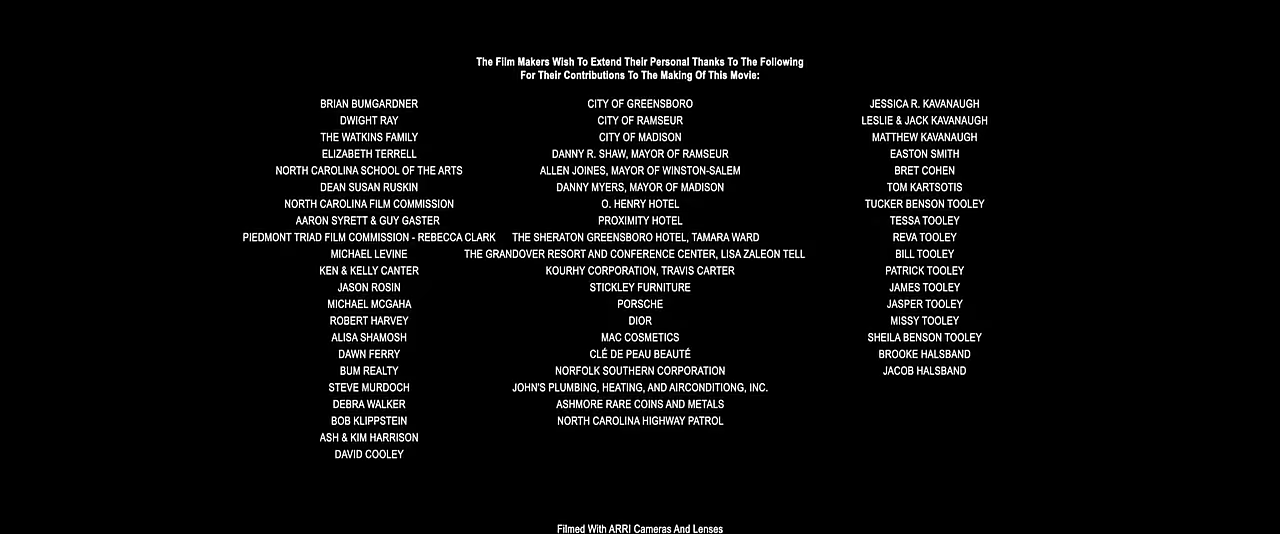 The Film Makers Wish To Extend Their Personal Thanks To The Following
For Their Contributions To The Making Of This Movie:
BRIAN BUMGARDNER
DWIGHT RAY
THE WATKINS FAMILY
ELIZABETH TERRELL
NORTH CAROLINA SCHOOL OF THE ARTS
DEAN SUSAN RUSKIN
NORTH CAROLINA FILM COMMISSION
AARON SYRETT & GUY GASTER
PIEDMONT TRIAD FILM COMMISSION - REBECCA CLARK
MICHAEL LEVINE
KEN & KELLY CANTER
JASON ROSIN
MICHAEL MCGAHA
ROBERT HARVEY
ALISA SHAMOSH
DAWN FERRY
BUM REALTY
STEVE MURDOCH
DEBRA WALKER
BOB KLIPPSTEIN
ASH & KIM HARRISON
DAVID COOLEY
CITY OF GREENSBORO
CITY OF RAMSEUR
CITY OF MADISON
DANNY R. SHAW, MAYOR OF RAMSEUR
ALLEN JOINES, MAYOR OF WINSTON-SALEM
DANNY MYERS, MAYOR OF MADISON
O. HENRY HOTEL
PROXIMITY HOTEL
THE SHERATON GREENSBORO HOTEL, TAMARA WARD
THE GRANDOVER RESORT AND CONFERENCE CENTER, LISA ZALEON TELL
KOURHY CORPORATION, TRAVIS CARTER
STICKLEY FURNITURE
PORSCHE
DIOR
MAC COSMETICS
CLÉ DE PEAU BEAUTÉ
NORFOLK SOUTHERN CORPORATION
JOHN'S PLUMBING, HEATING, AND AIRCONDITIONG, INC.
ASHMORE RARE COINS AND METALS
NORTH CAROLINA HIGHWAY PATROL
JESSICA R. KAVANAUGH
LESLIE & JACK KAVANAUGH
MATTHEW KAVANAUGH
EASTON SMITH
BRET COHEN
TOM KARTSOTIS
TUCKER BENSON TOOLEY
TESSA TOOLEY
REVA TOOLEY
BILL TOOLEY
PATRICK TOOLEY
JAMES TOOLEY
JASPER TOOLEY
MISSY TOOLEY
SHEILA BENSON TOOLEY
BROOKE HALSBAND
JACOB HALSBAND
Filmed With ARRI Cameras And Lenses